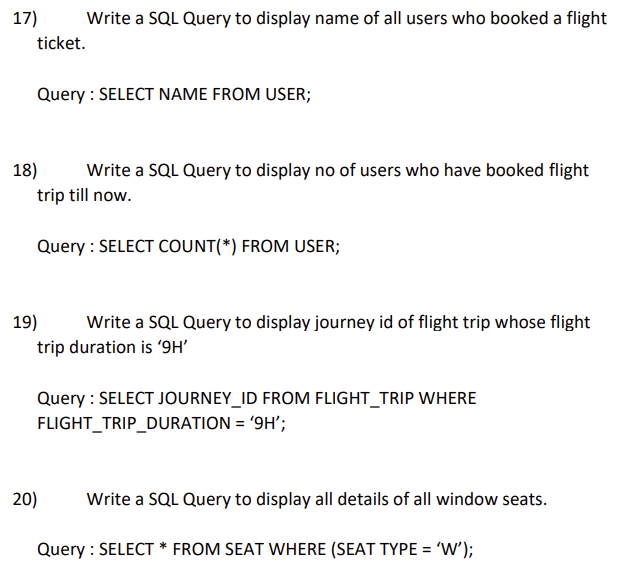 17) Write a SQL Query to display name of all users who booked a flight
ticket.
Query : SELECT NAME FROM USER;
18) Write a SQL Query to display no of users who have booked flight
trip till now.
Query : SELECT COUNT(*) FROM USER;
19) Write a SQL Query to display journey id of flight trip whose flight
trip duration is ‘9H’
Query : SELECT JOURNEY_ID FROM FLIGHT_TRIP WHERE
FLIGHT_TRIP_DURATION = ‘9H’;
20) Write a SQL Query to display all details of all window seats.
Query : SELECT * FROM SEAT WHERE (SEAT TYPE = ‘W’);